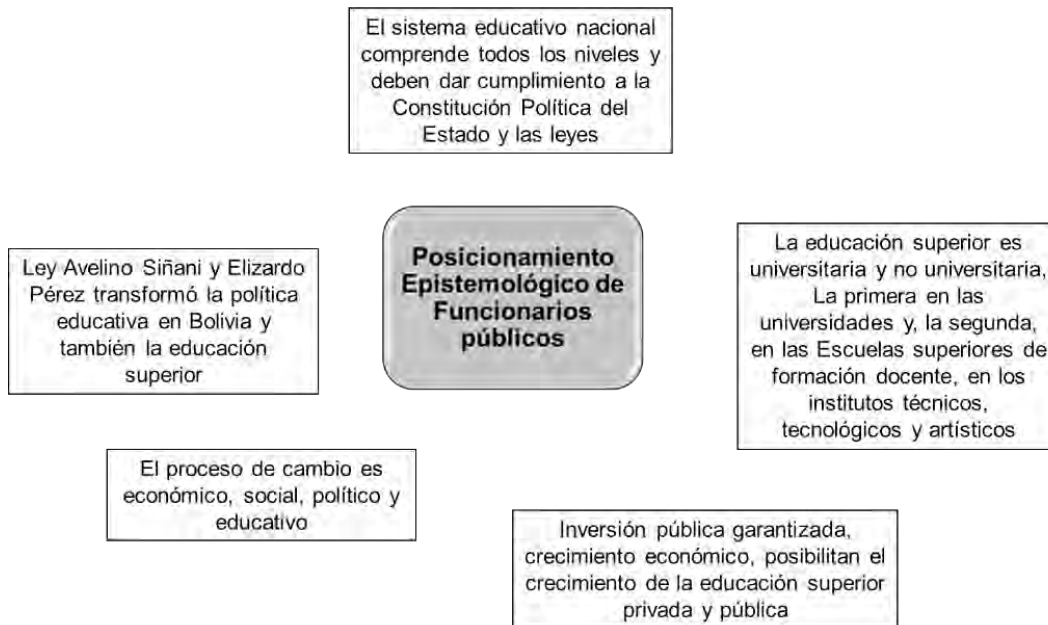 El sistema educativo nacional
comprende todos los niveles y
deben dar cumplimiento a la
Constitución Política del
Estado y las leyes
Posicionamiento
Epistemológico de
Funcionarios
públicos
Ley Avelino Siñani y Elizardo
Pérez transformó la política
educativa en Bolivia y
también la educación
superior
La educación superior es
universitaria y no universitaria,
La primera en las
universidades y, la segunda,
en las Escuelas superiores de
formación docente, en los
institutos técnicos,
tecnológicos y artísticos
El proceso de cambio es
económico, social, político y
educativo
Inversión pública garantizada,
crecimiento económico, posibilitan el
crecimiento de la educación superior
privada y pública